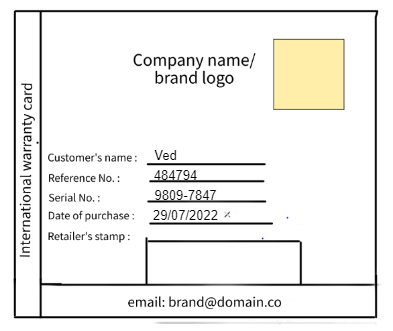 International warranty card
Company name/
brand logo
Customer's name : Ved
Reference No. : 484794
Serial No. : 9809-7847
Date of purchase : 29/07/2022
Retailer's stamp :
email: brand@domain.co